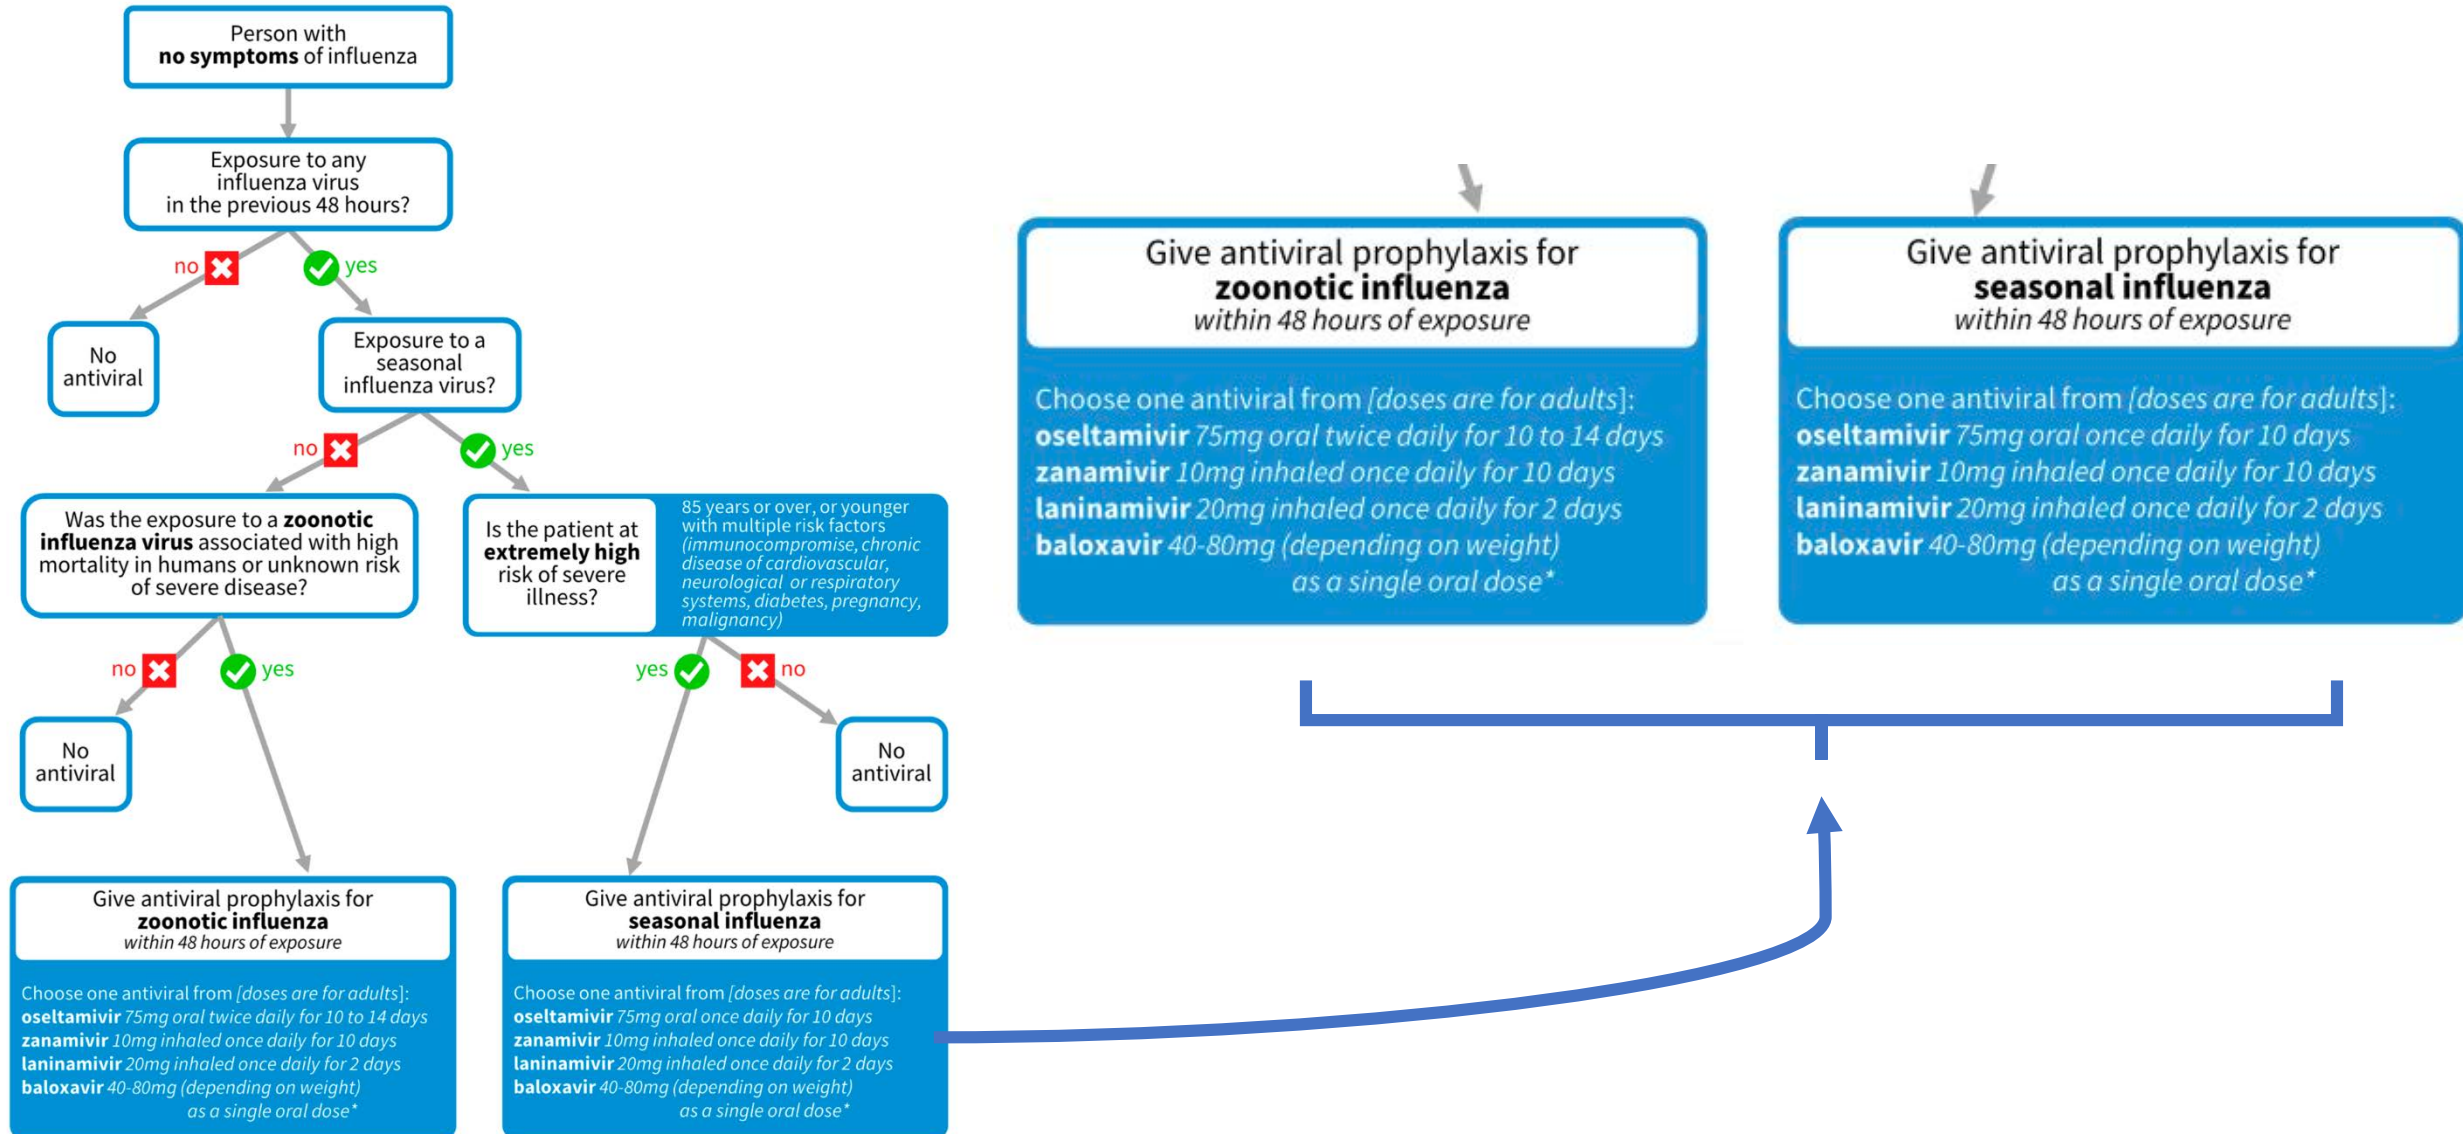 Person with
no symptoms of influenza
Exposure to any
influenza virus
in the previous 48 hours?
no
yes
No
antiviral
Exposure to a
seasonal
influenza virus?
no
yes
Was the exposure to a zoonotic
influenza virus associated with high
mortality in humans or unknown risk
of severe disease?
Is the patient at
extremely high
risk of severe
illness?
85 years or over, or younger
with multiple risk factors
(immunocompromise, chronic
disease of cardiovascular,
neurological or respiratory
systems, diabetes, pregnancy,
malignancy)
no
yes
yes
no
No
antiviral
No
antiviral
Give antiviral prophylaxis for
zoonotic influenza
within 48 hours of exposure
Choose one antiviral from [doses are for adults]:
oseltamivir 75mg oral twice daily for 10 to 14 days
zanamivir 10mg inhaled once daily for 10 days
laninamivir 20mg inhaled once daily for 2 days
baloxavir 40-80mg (depending on weight)
as a single oral dose*
Give antiviral prophylaxis for
seasonal influenza
within 48 hours of exposure
Choose one antiviral from [doses are for adults]:
oseltamivir 75mg oral once daily for 10 days
zanamivir 10mg inhaled once daily for 10 days
laninamivir 20mg inhaled once daily for 2 days
baloxavir 40-80mg (depending on weight)
as a single oral dose*
Give antiviral prophylaxis for
zoonotic influenza
within 48 hours of exposure
Choose one antiviral from [doses are for adults]:
oseltamivir 75mg oral twice daily for 10 to 14 days
zanamivir 10mg inhaled once daily for 10 days
laninamivir 20mg inhaled once daily for 2 days
baloxavir 40-80mg (depending on weight)
as a single oral dose*
Give antiviral prophylaxis for
seasonal influenza
within 48 hours of exposure
Choose one antiviral from [doses are for adults]:
oseltamivir 75mg oral once daily for 10 days
zanamivir 10mg inhaled once daily for 10 days
laninamivir 20mg inhaled once daily for 2 days
baloxavir 40-80mg (depending on weight)
as a single oral dose*